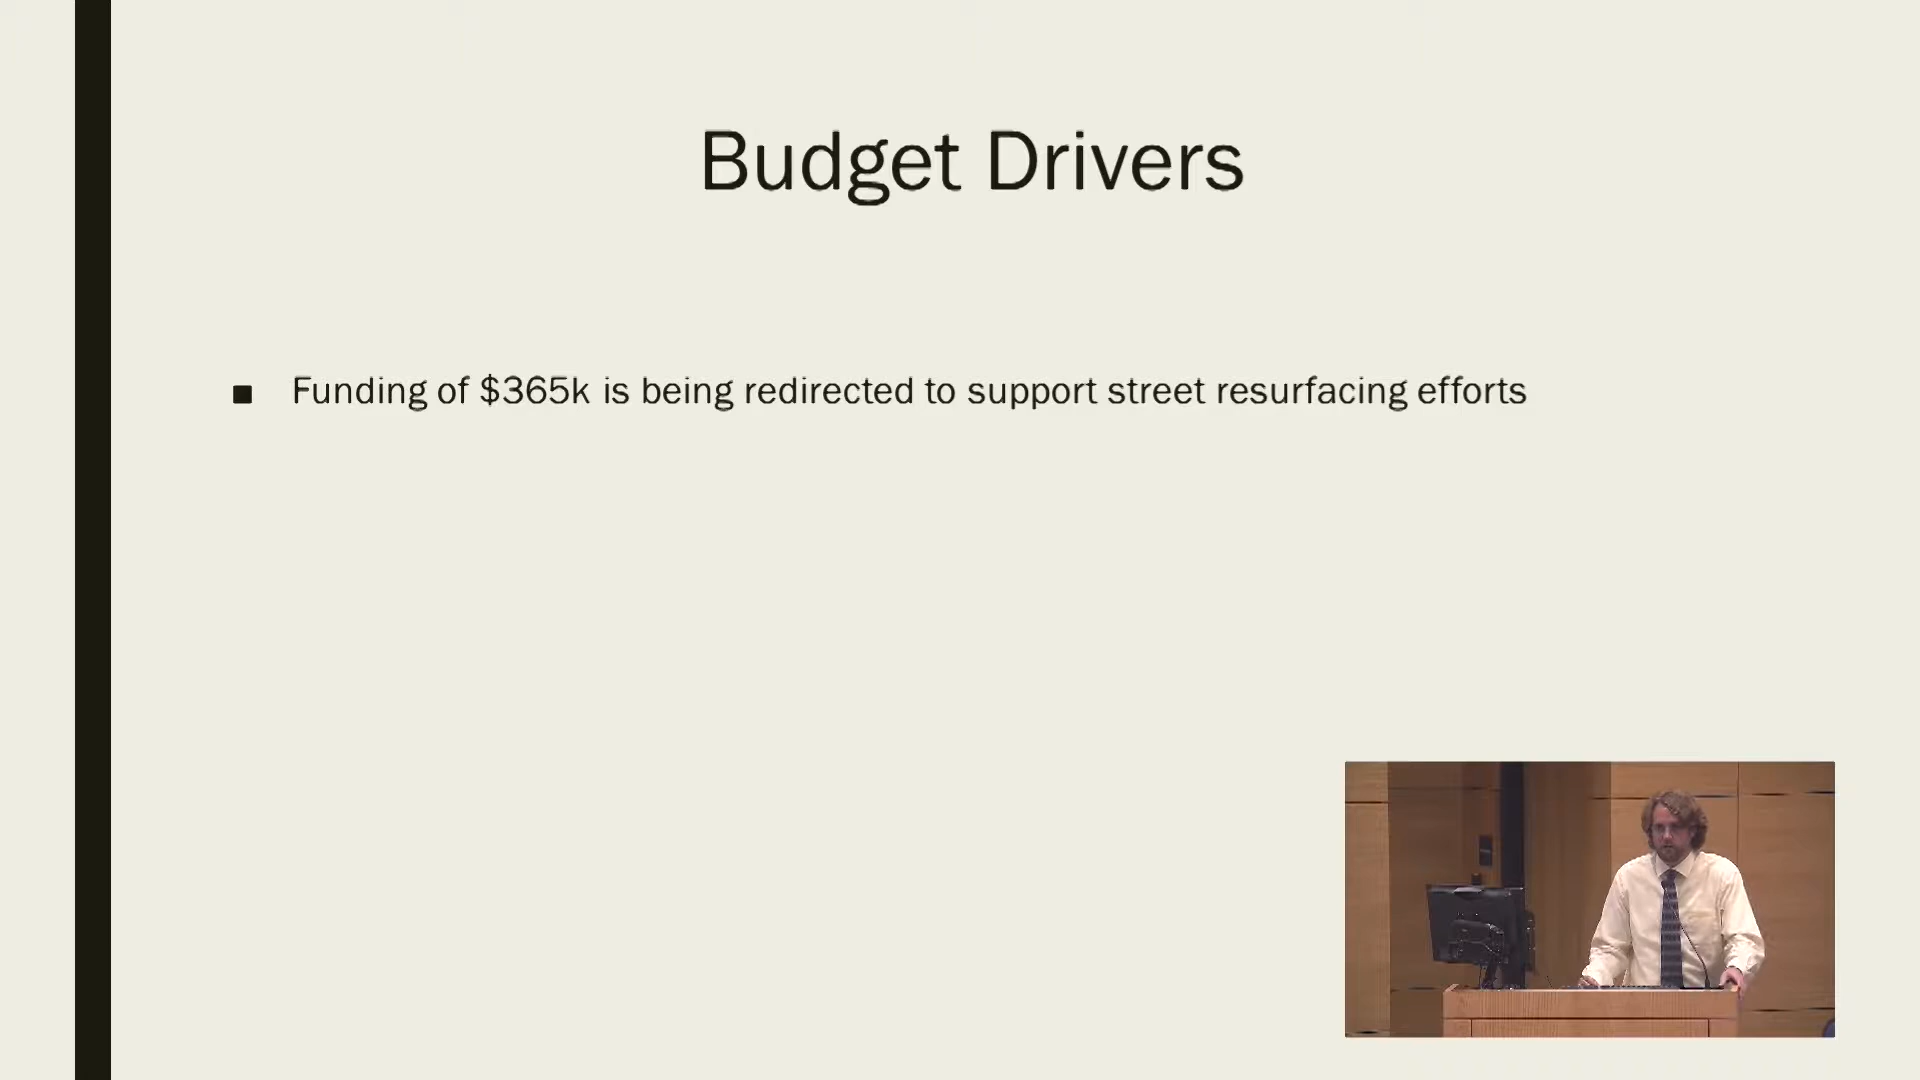 Budget Drivers
■ Funding of $365k is being redirected to support street resurfacing efforts